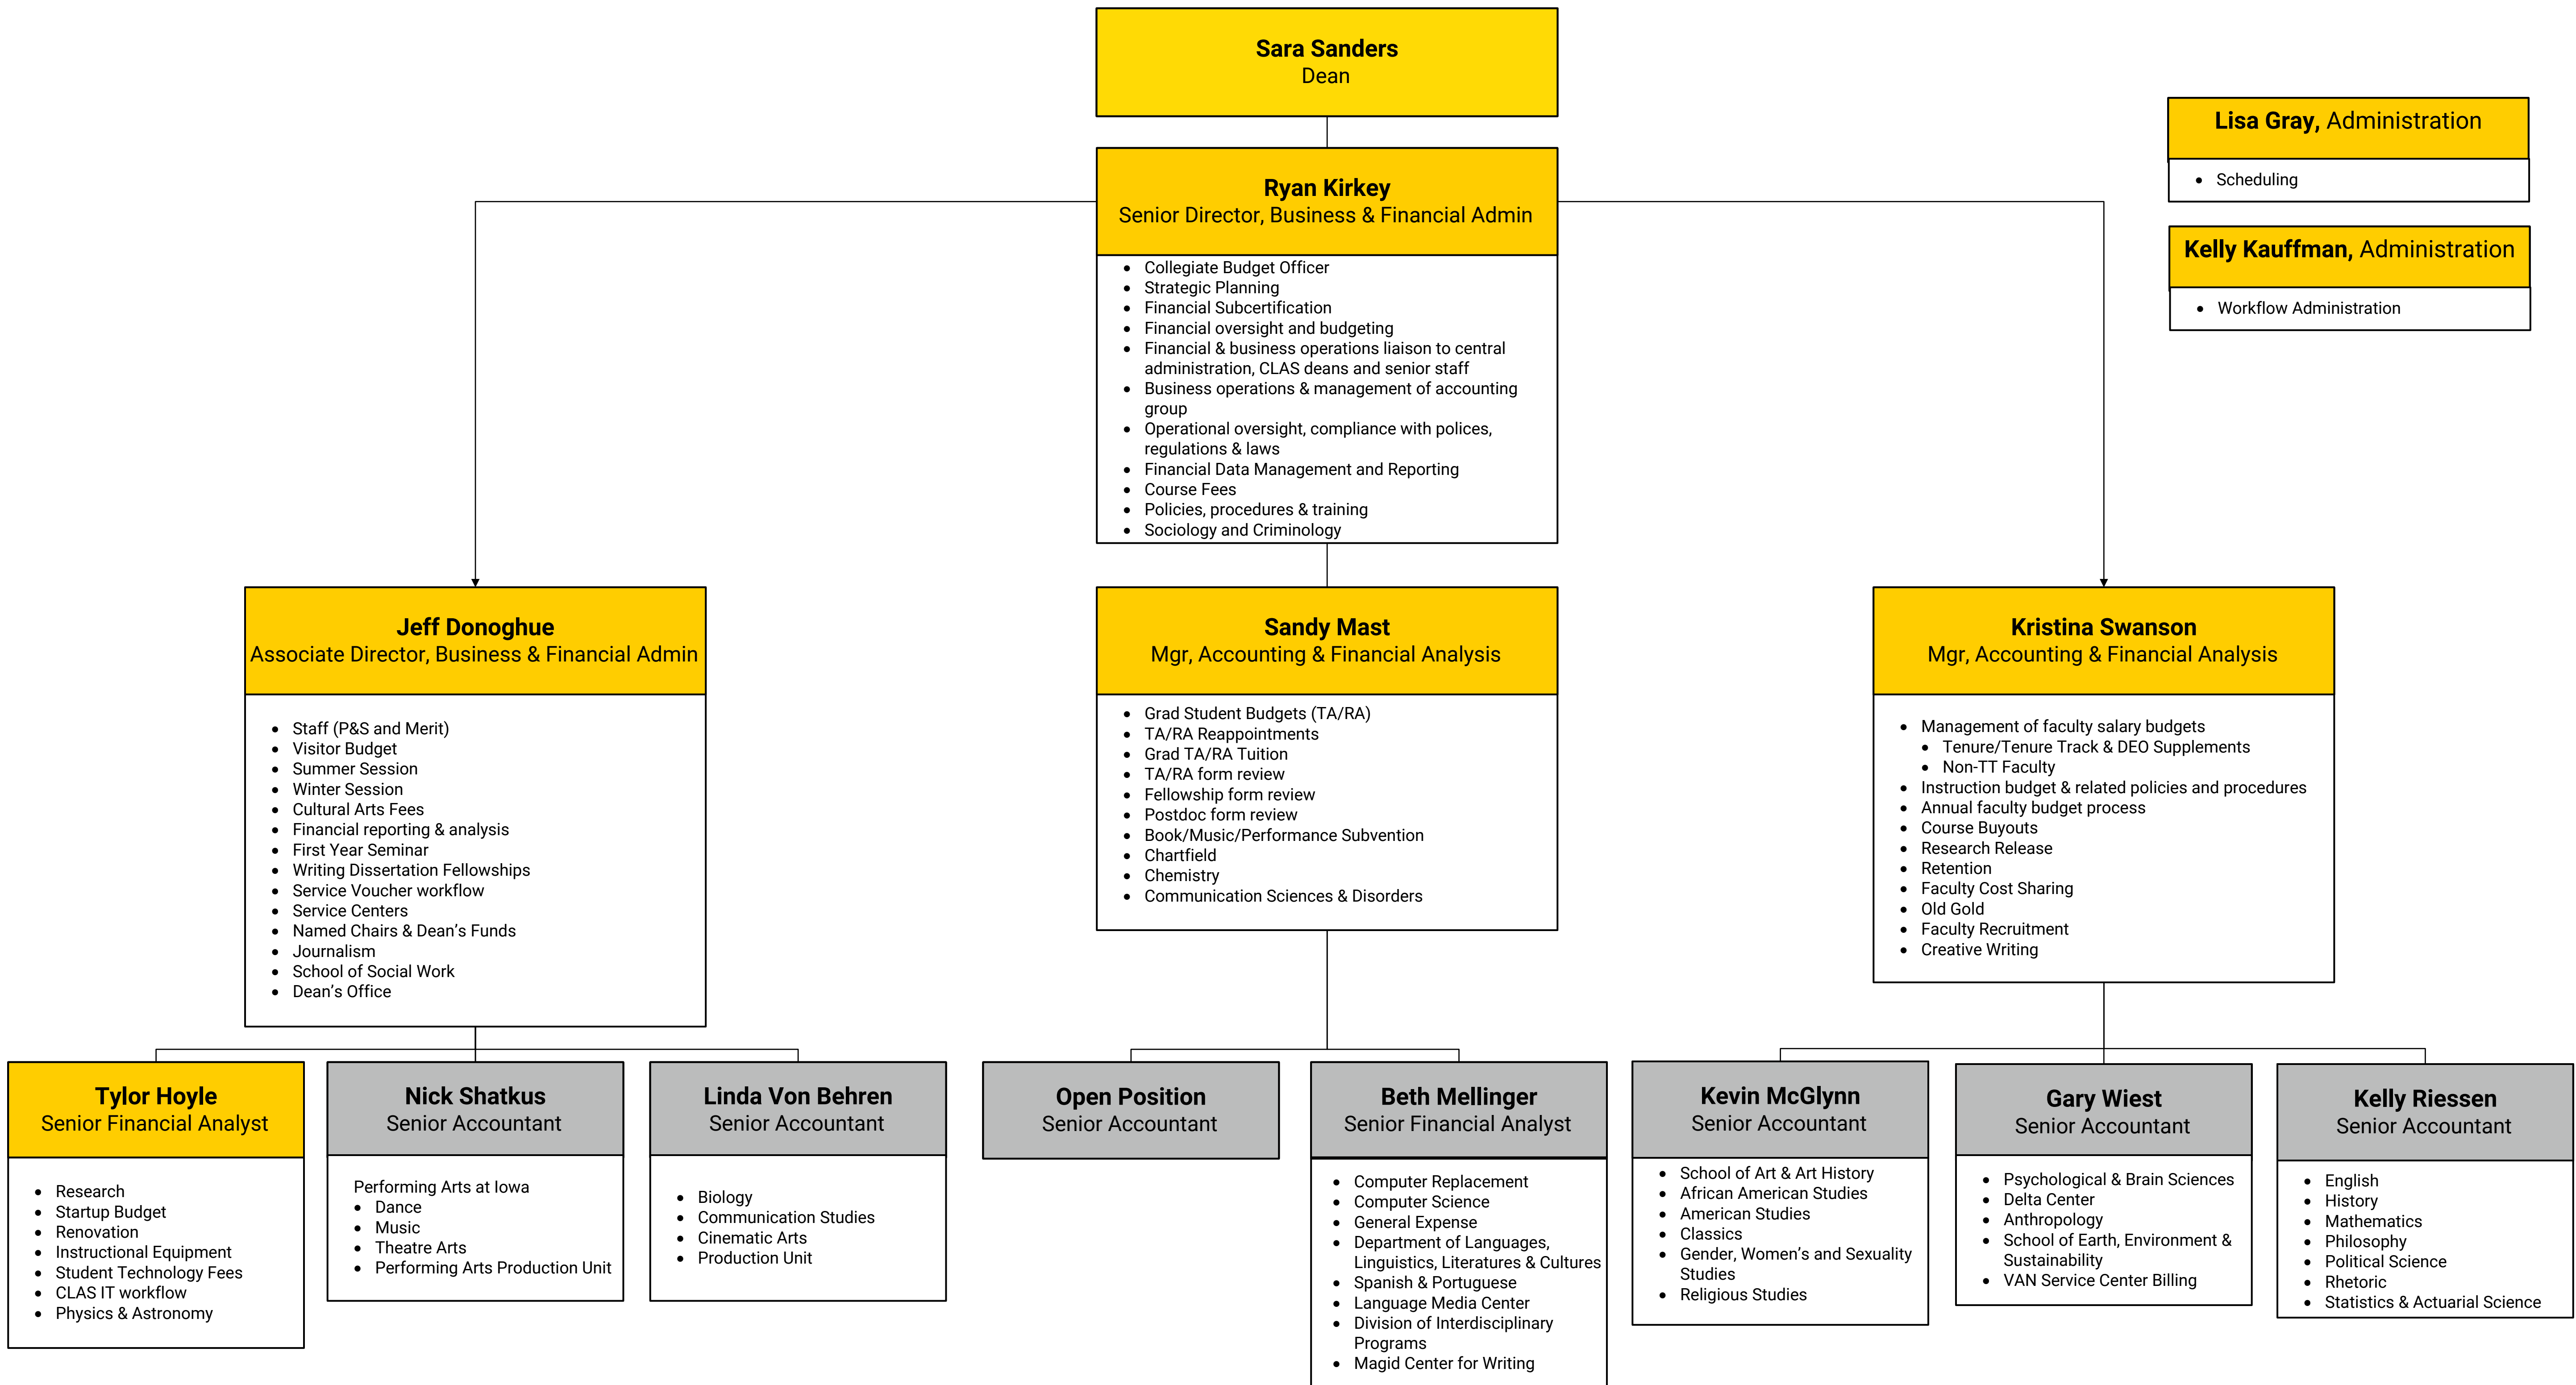 Sara Sanders
Dean
Lisa Gray, Administration
• Scheduling
Kelly Kauffman, Administration
• Workflow Administration
Ryan Kirkey
Senior Director, Business & Financial Admin
• Collegiate Budget Officer
• Strategic Planning
• Financial Subcertification
• Financial oversight and budgeting
• Financial & business operations liaison to central
administration, CLAS deans and senior staff
• Business operations & management of accounting
group
• Operational oversight, compliance with polices,
regulations & laws
• Financial Data Management and Reporting
• Course Fees
• Policies, procedures & training
• Sociology and Criminology
Jeff Donoghue
Associate Director, Business & Financial Admin
• Staff (P&S and Merit)
• Visitor Budget
• Summer Session
• Winter Session
• Cultural Arts Fees
• Financial reporting & analysis
• First Year Seminar
• Writing Dissertation Fellowships
• Service Voucher workflow
• Service Centers
• Named Chairs & Dean’s Funds
• Journalism
• School of Social Work
• Dean’s Office
Sandy Mast
Mgr, Accounting & Financial Analysis
• Grad Student Budgets (TA/RA)
• TA/RA Reappointments
• Grad TA/RA Tuition
• TA/RA form review
• Fellowship form review
• Postdoc form review
• Book/Music/Performance Subvention
• Chartfield
• Chemistry
• Communication Sciences & Disorders
Kristina Swanson
Mgr, Accounting & Financial Analysis
• Management of faculty salary budgets
• Tenure/Tenure Track & DEO Supplements
• Non-TT Faculty
• Instruction budget & related policies and procedures
• Annual faculty budget process
• Course Buyouts
• Research Release
• Retention
• Faculty Cost Sharing
• Old Gold
• Faculty Recruitment
• Creative Writing
Tylor Hoyle
Senior Financial Analyst
• Research
• Startup Budget
• Renovation
• Instructional Equipment
• Student Technology Fees
• CLAS IT workflow
• Physics & Astronomy
Nick Shatkus
Senior Accountant
Performing Arts at Iowa
• Dance
• Music
• Theatre Arts
• Performing Arts Production Unit
Linda Von Behren
Senior Accountant
• Biology
• Communication Studies
• Cinematic Arts
• Production Unit
Open Position
Senior Accountant
Beth Mellinger
Senior Financial Analyst
• Computer Replacement
• Computer Science
• General Expense
• Department of Languages,
Linguistics, Literatures & Cultures
• Spanish & Portuguese
• Language Media Center
• Division of Interdisciplinary
Programs
• Magid Center for Writing
Kevin McGlynn
Senior Accountant
• School of Art & Art History
• African American Studies
• American Studies
• Classics
• Gender, Women’s and Sexuality
Studies
• Religious Studies
Gary Wiest
Senior Accountant
• Psychological & Brain Sciences
• Delta Center
• Anthropology
• School of Earth, Environment &
Sustainability
• VAN Service Center Billing
Kelly Riessen
Senior Accountant
• English
• History
• Mathematics
• Philosophy
• Political Science
• Rhetoric
• Statistics & Actuarial Science